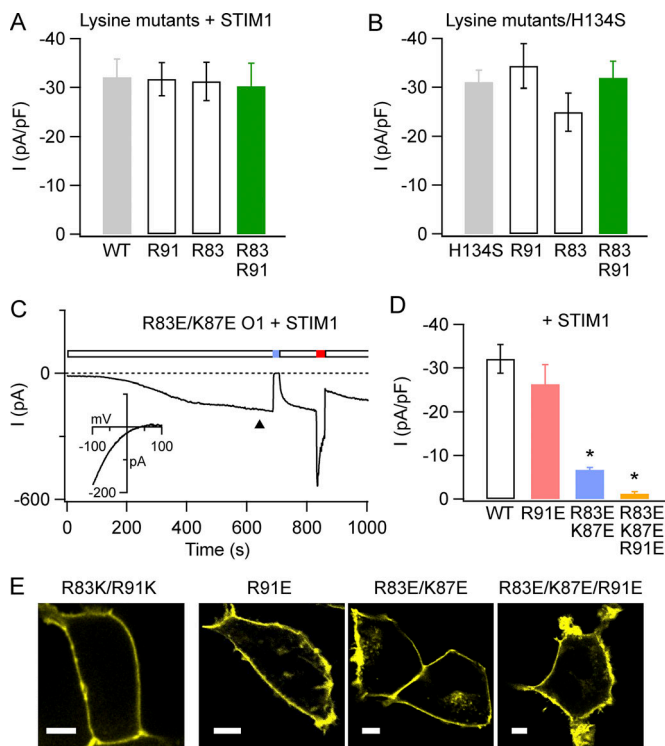 A
Lysine mutants + STIM1
I (pA/pF)
-40
-30
-20
-10
0
WT
R91
R83
R83
R91
B
Lysine mutants/H134S
I (pA/pF)
-40
-30
-20
-10
0
H134S
R91
R83
R83
R91
C
R83E/K87E O1 + STIM1
I (pA)
0
-600
mV
-100
100
pA
-200
0
200
400
600
800
1000
Time (s)
D
+ STIM1
I (pA/pF)
-40
-30
-20
-10
0
*
*
WT
R91E
R83E
K87E
R83E
K87E
R91E
E
R83K/R91K
R91E
R83E/K87E
R83E/K87E/R91E